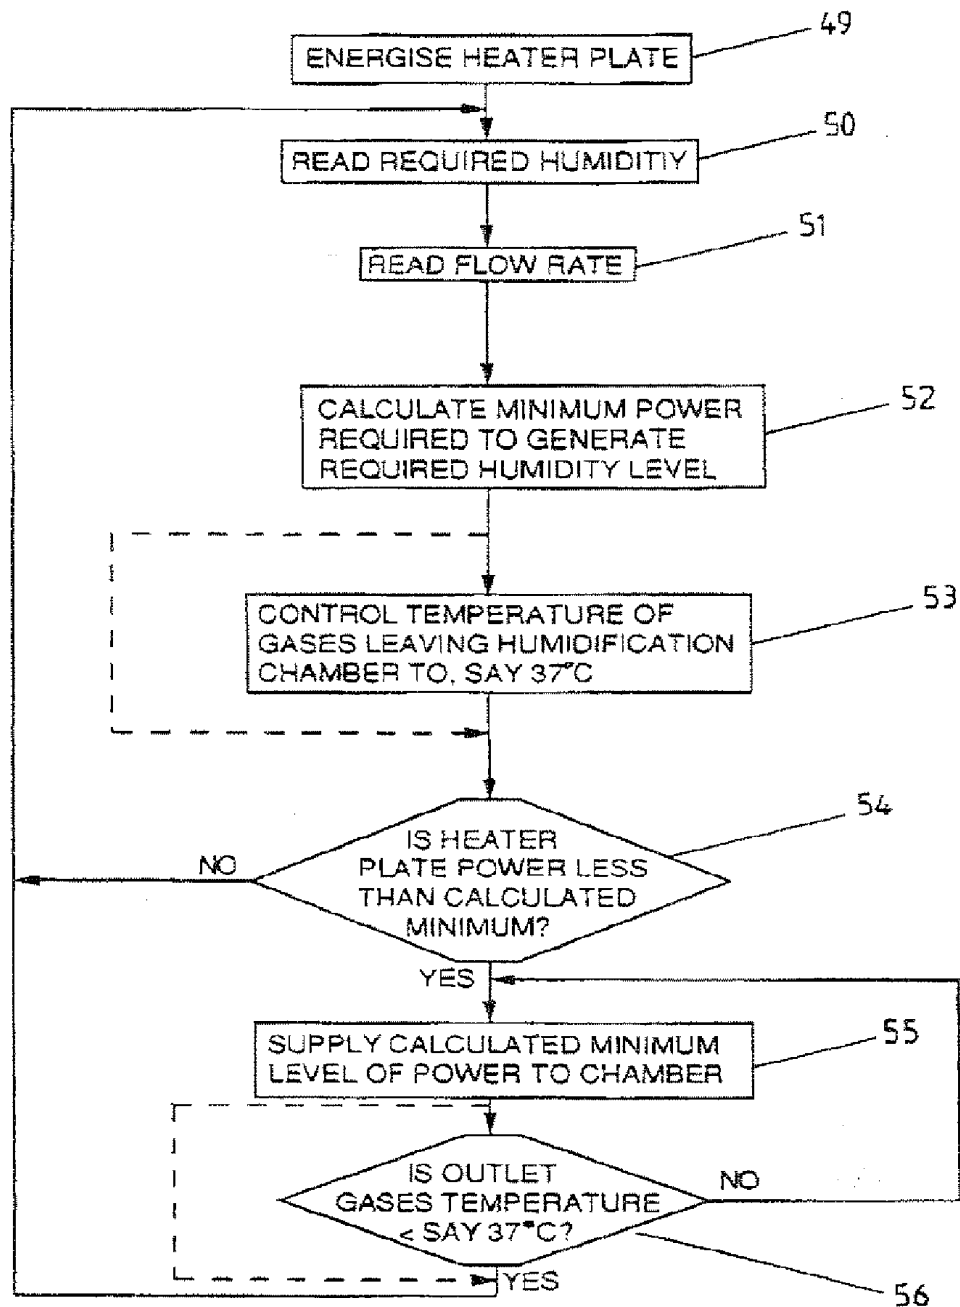 49
ENERGISE HEATER PLATE
50
READ REQUIRED HUMIDITIY
51
READ FLOW RATE
52
CALCULATE MINIMUM POWER
REQUIRED TO GENERATE
REQUIRED HUMIDITY LEVEL
53
CONTROL TEMPERATURE OF
GASES LEAVING HUMIDIFICATION
CHAMBER TO, SAY 37°C
54
IS HEATER
PLATE POWER LESS
THAN CALCULATED
MINIMUM?
NO
YES
55
SUPPLY CALCULATED MINIMUM
LEVEL OF POWER TO CHAMBER
IS OUTLET
GASES TEMPERATURE
< SAY 37°C?
NO
YES
56